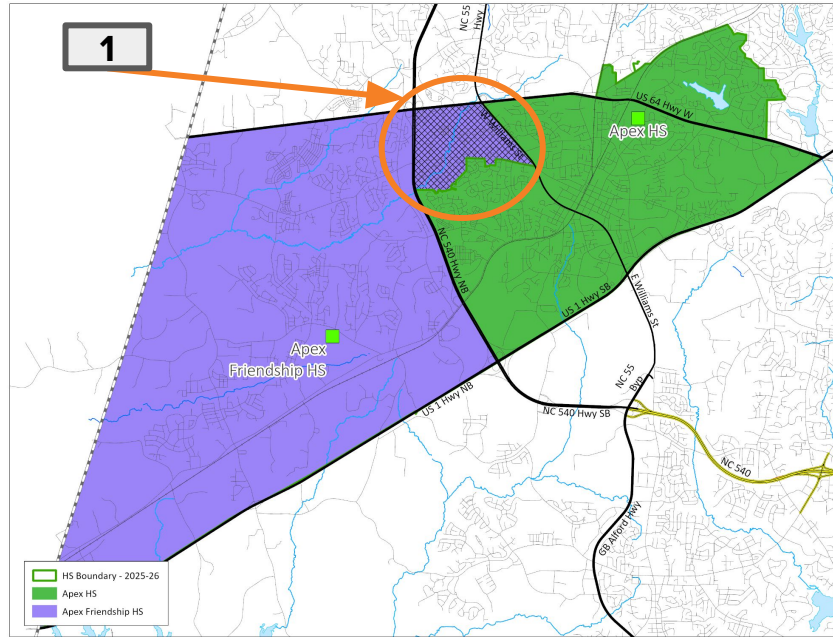 1
NC 55
Hwy
US 64 Hwy W
W Williams St
Apex HS
NC 540 Hwy NB
US 1 Hwy SB
E Williams St
Apex
Friendship HS
US 1 Hwy NB
NC 55
Byp
NC 540 Hwy SB
NC 540
GB Alford Hwy
HS Boundary - 2025-26
Apex HS
Apex Friendship HS